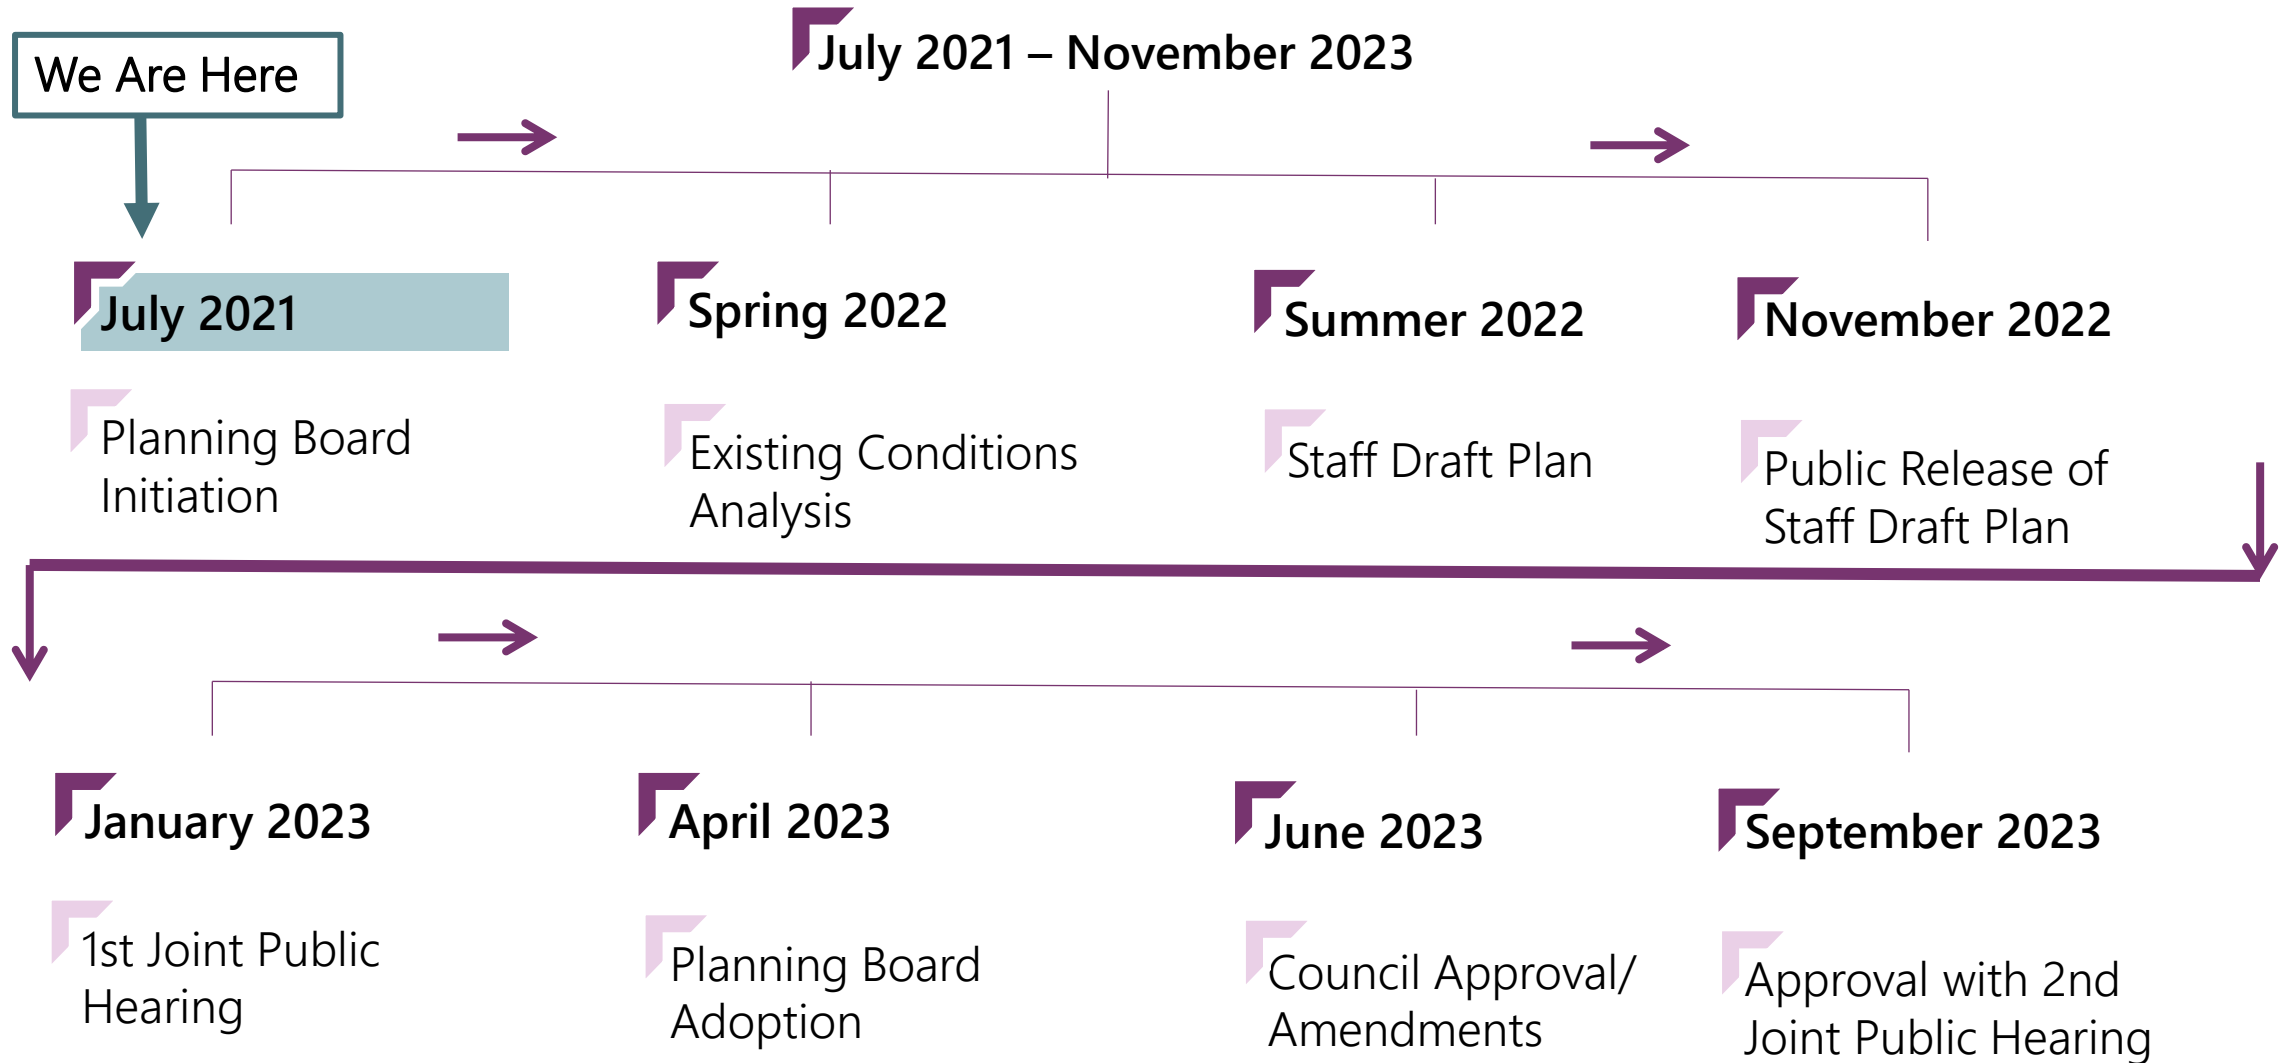 We Are Here
July 2021 – November 2023
July 2021
Spring 2022
Summer 2022
November 2022
Planning Board
Initiation
Existing Conditions
Analysis
Staff Draft Plan
Public Release of
Staff Draft Plan
January 2023
April 2023
June 2023
September 2023
1st Joint Public
Hearing
Planning Board
Adoption
Council Approval/
Amendments
Approval with 2nd
Joint Public Hearing